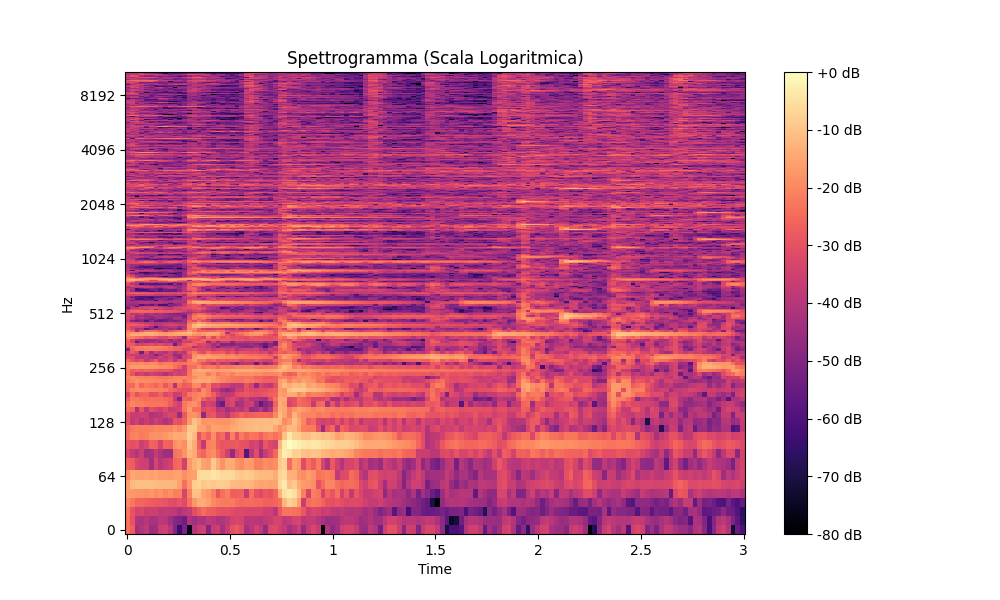 Spettrogramma (Scala Logaritmica)
Hz
8192
4096
2048
1024
512
256
128
64
0
0 0.5 1 1.5 2 2.5 3
Time
+0 dB
-10 dB
-20 dB
-30 dB
-40 dB
-50 dB
-60 dB
-70 dB
-80 dB